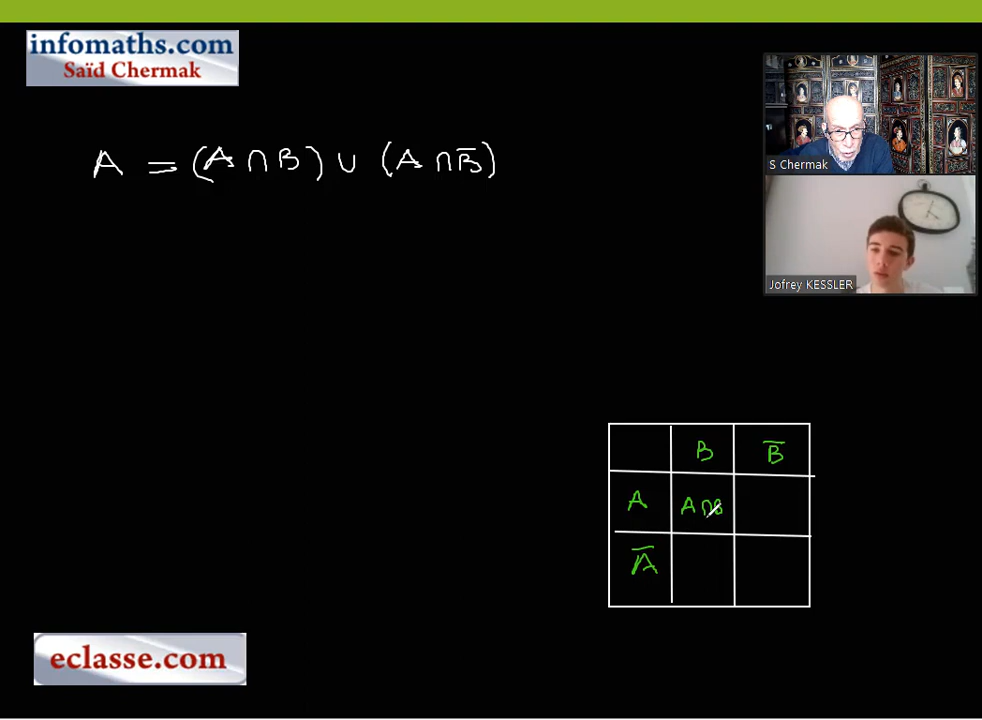 infomaths.com
Saïd Chermak
A = (A ∩ B) ∪ (A ∩ B̅)
S Chermak
Jofrey KESSLER
B B̅
A A∩B
A̅
eclasse.com